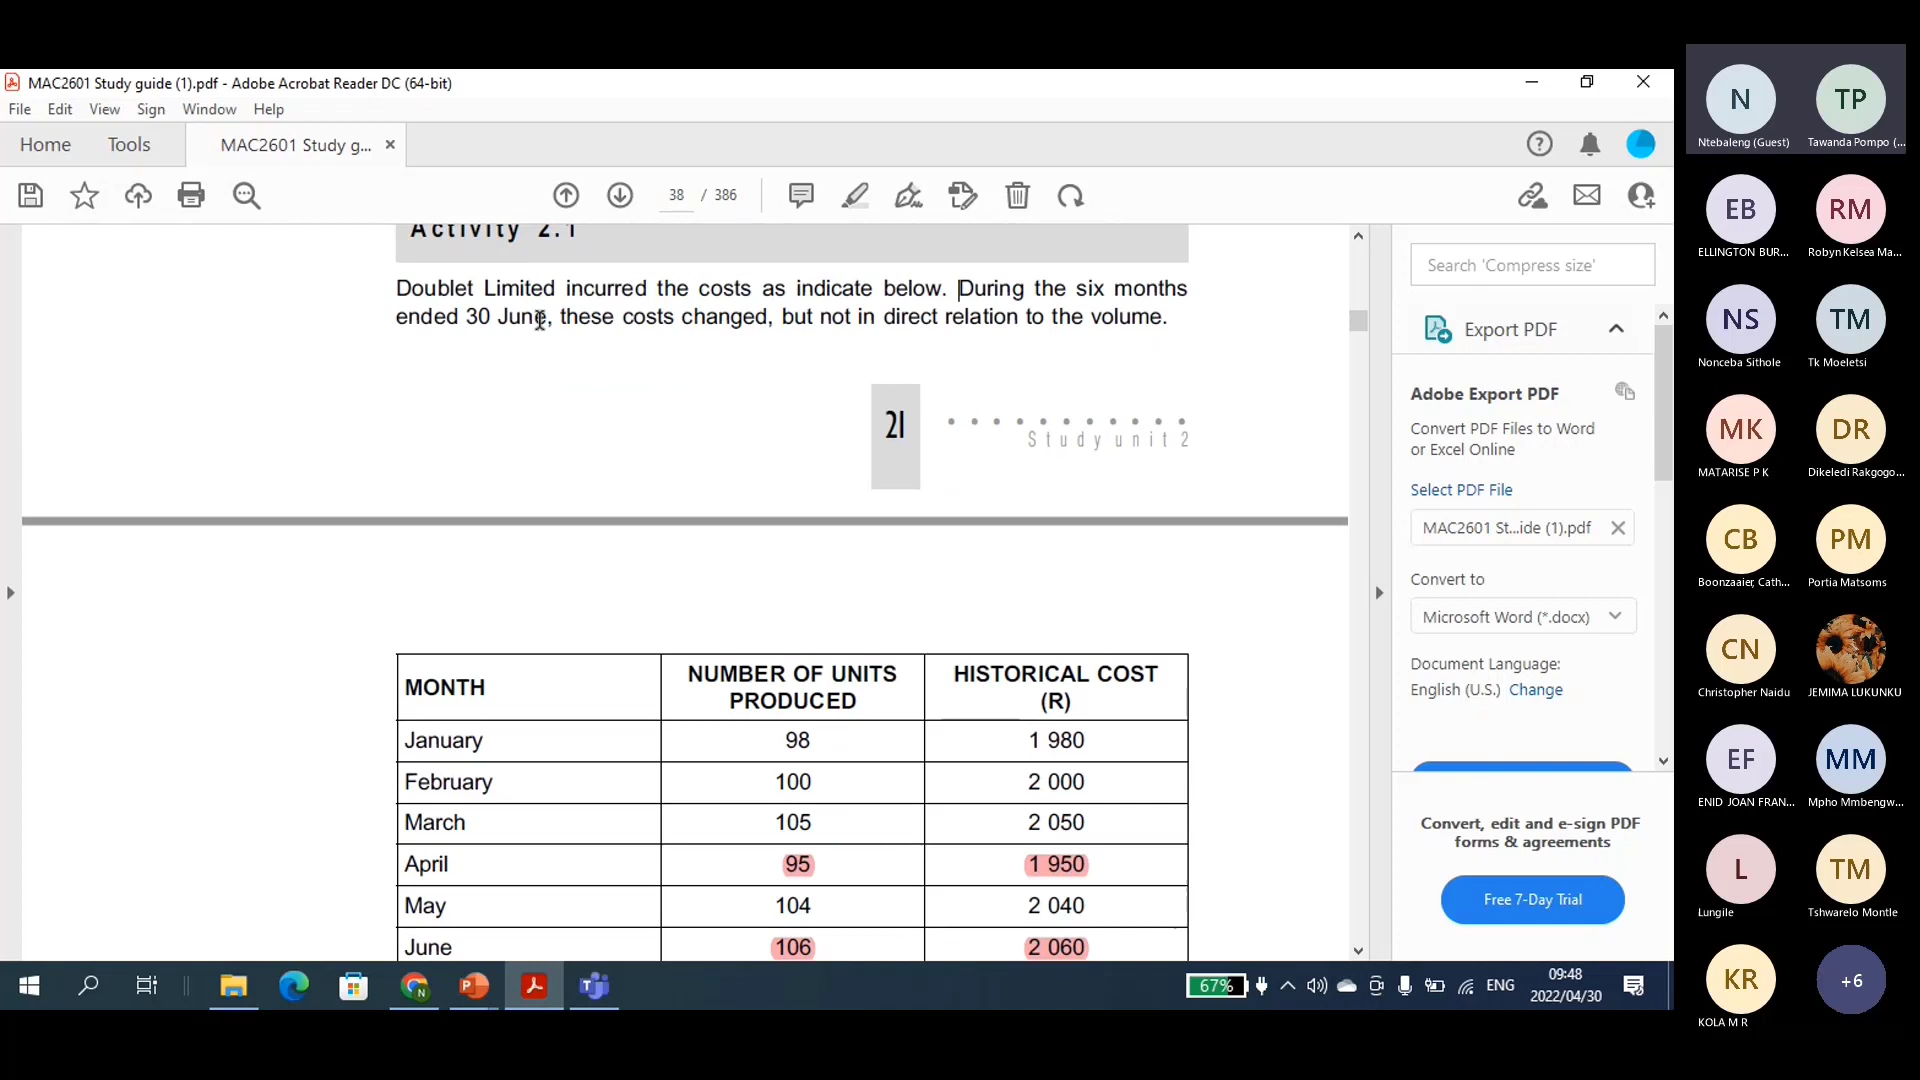 MAC2601 Study guide (1).pdf - Adobe Acrobat Reader DC (64-bit)
File Edit View Sign Window Help
Home Tools MAC2601 Study g... ×
38 / 386
Activity 2.1
Doublet Limited incurred the costs as indicate below. During the six months
ended 30 June, these costs changed, but not in direct relation to the volume.
21
Study unit 2
MONTH NUMBER OF UNITS PRODUCED HISTORICAL COST (R)
January 98 1 980
February 100 2 000
March 105 2 050
April 95 1 950
May 104 2 040
June 106 2 060
Search 'Compress size'
Export PDF
Adobe Export PDF
Convert PDF Files to Word
or Excel Online
Select PDF File
MAC2601 St...ide (1).pdf
Convert to
Microsoft Word (*.docx)
Document Language:
English (U.S.) Change
Convert, edit and e-sign PDF
forms & agreements
Free 7-Day Trial
67%
ENG
09:48
2022/04/30
N TP
Ntebaleng (Guest) Tawanda Pompo (...
EB RM
ELLINGTON BUR... Robyn Kelsea Ma...
NS TM
Nonceba Sithole Tk Moeletsi
MK DR
MATARISE P K Dikeledi Rakgogo...
CB PM
Boonzaaier, Cath... Portia Matsoms
CN
Christopher Naidu JEMIMA LUKUNKU
EF MM
ENID JOAN FRAN... Mpho Mmbengw...
L TM
Lungile Tshwarelo Montle
KR +6
KOLA M R